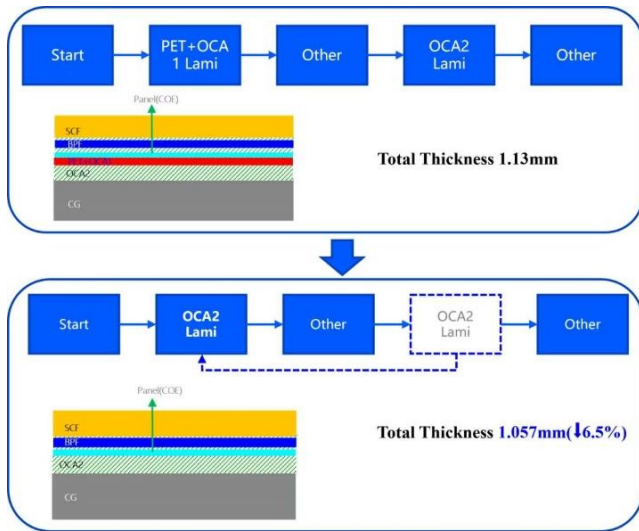 Start
PET+OCA
1 Lami
Other
OCA2
Lami
Other
Panel(COE)
SCF
BPF
PET+OCA1
OCA2
CG
Total Thickness 1.13mm
Start
OCA2
Lami
Other
OCA2
Lami
Other
Panel(COE)
SCF
BPF
OCA2
CG
Total Thickness 1.057mm(⬇6.5%)